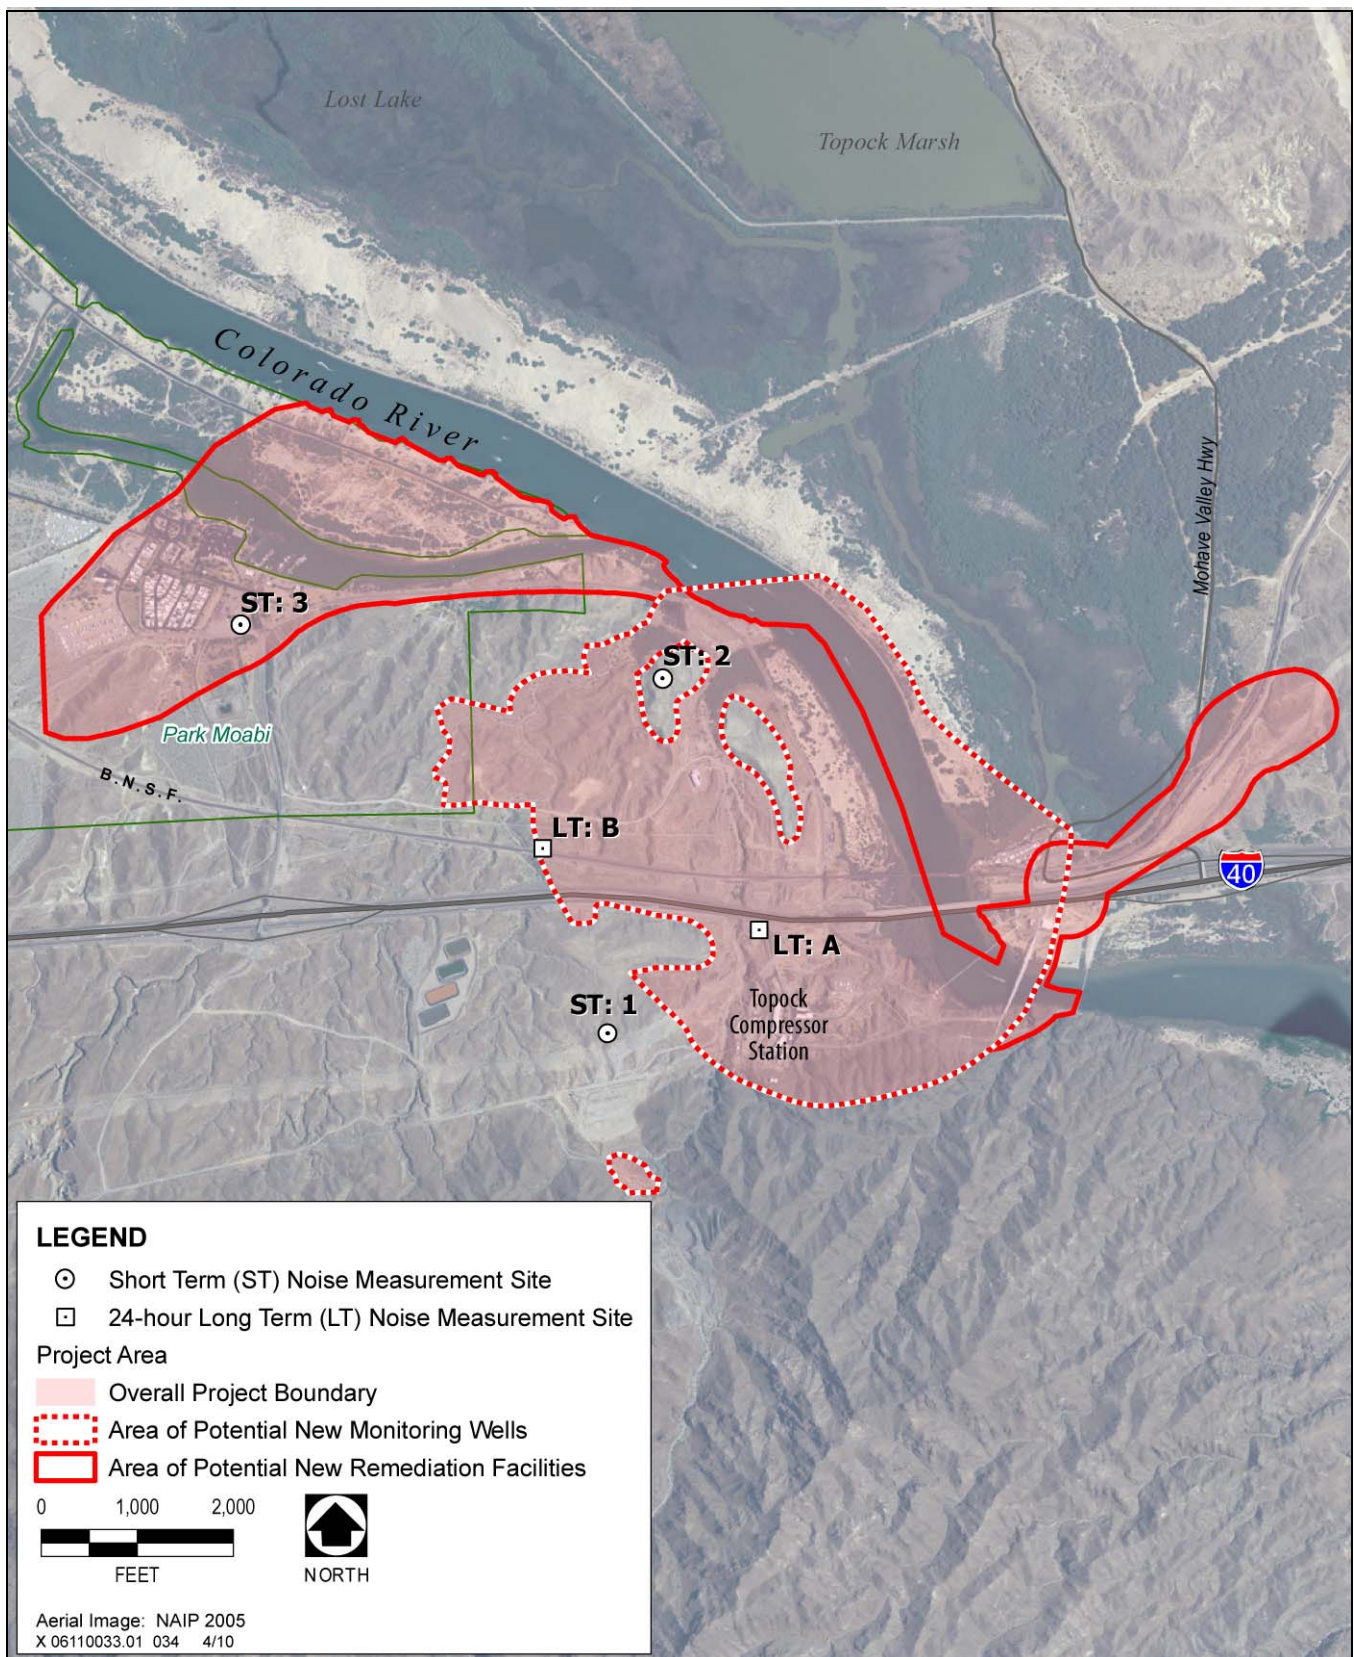 Lost Lake
Topock Marsh
Colorado River
Mohave Valley Hwy
ST: 3
ST: 2
Park Moabi
B.N.S.F.
LT: B
40
LT: A
ST: 1
Topock
Compressor
Station
LEGEND
Short Term (ST) Noise Measurement Site
24-hour Long Term (LT) Noise Measurement Site
Project Area
Overall Project Boundary
Area of Potential New Monitoring Wells
Area of Potential New Remediation Facilities
0 1,000 2,000
FEET
NORTH
Aerial Image: NAIP 2005
X 06110033.01 034 4/10